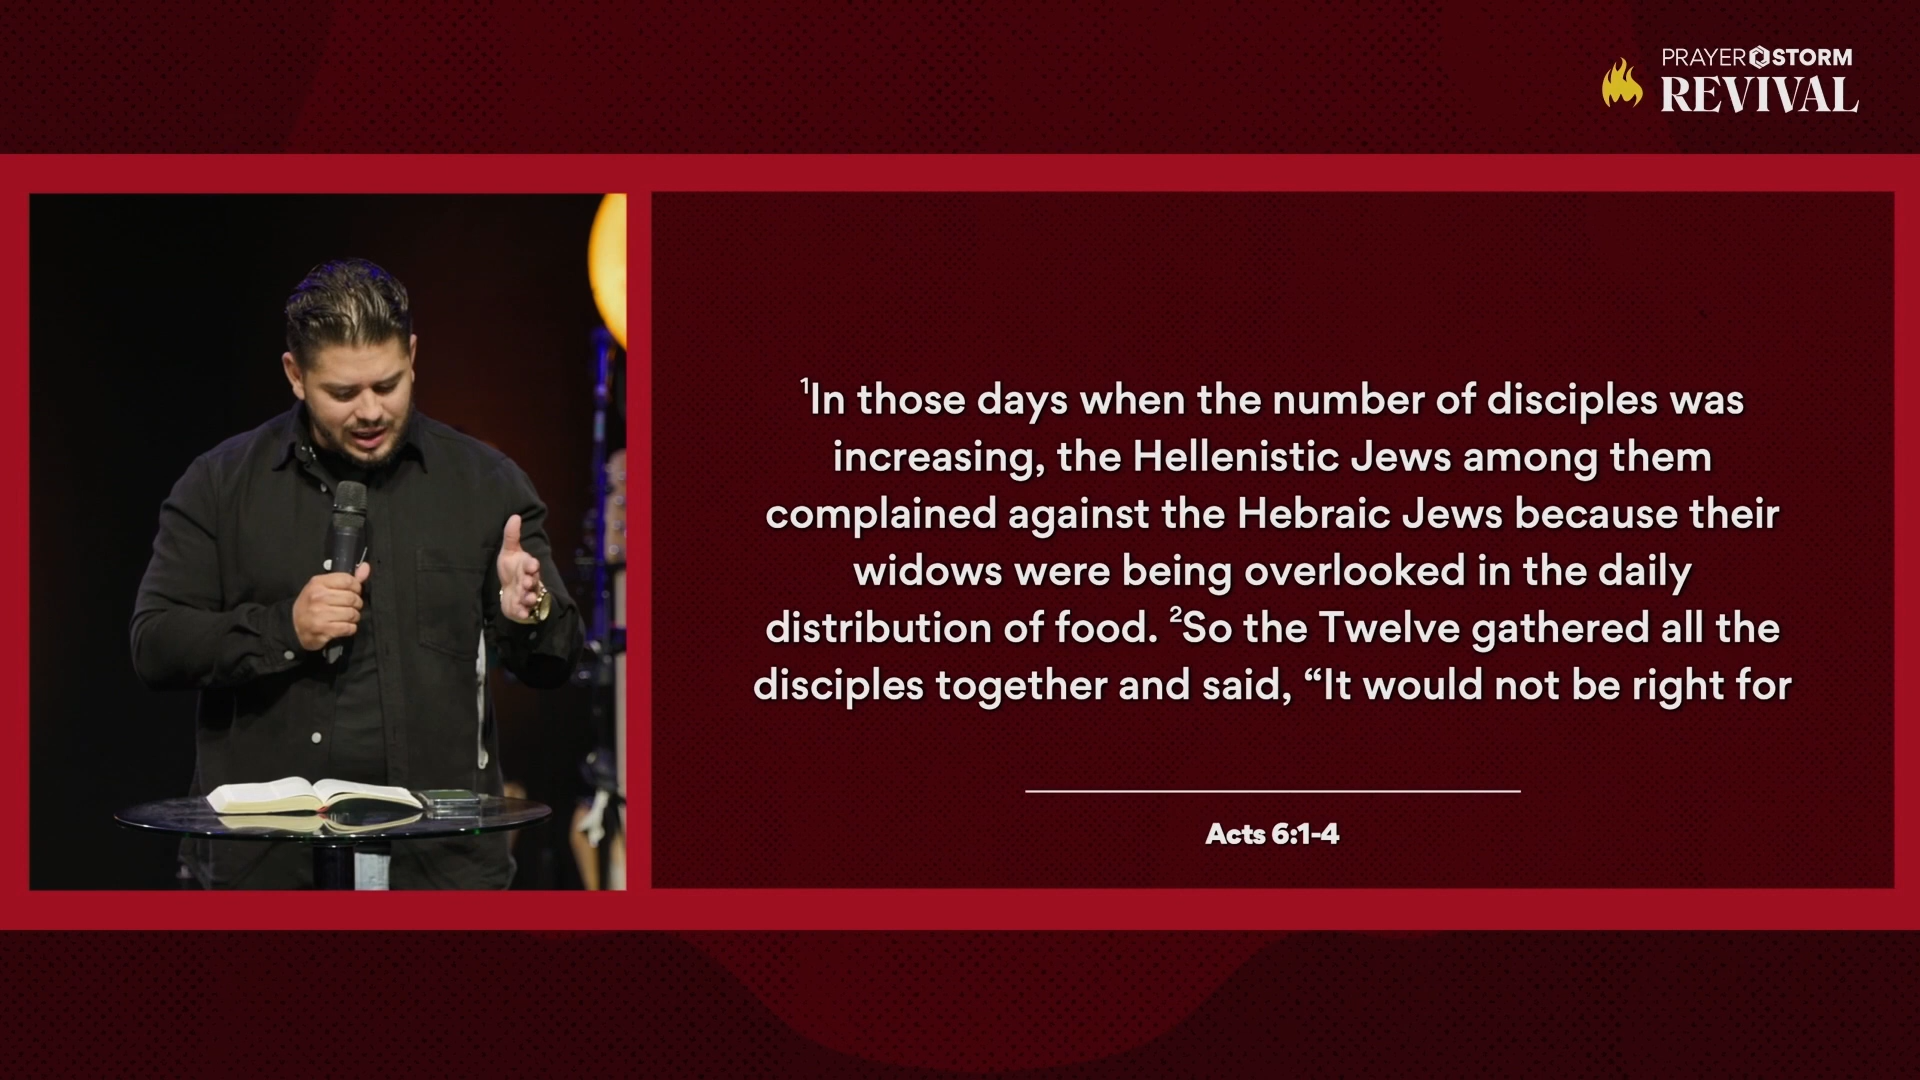 PRAYER STORM
REVIVAL
¹In those days when the number of disciples was
increasing, the Hellenistic Jews among them
complained against the Hebraic Jews because their
widows were being overlooked in the daily
distribution of food. ²So the Twelve gathered all the
disciples together and said, “It would not be right for
Acts 6:1-4